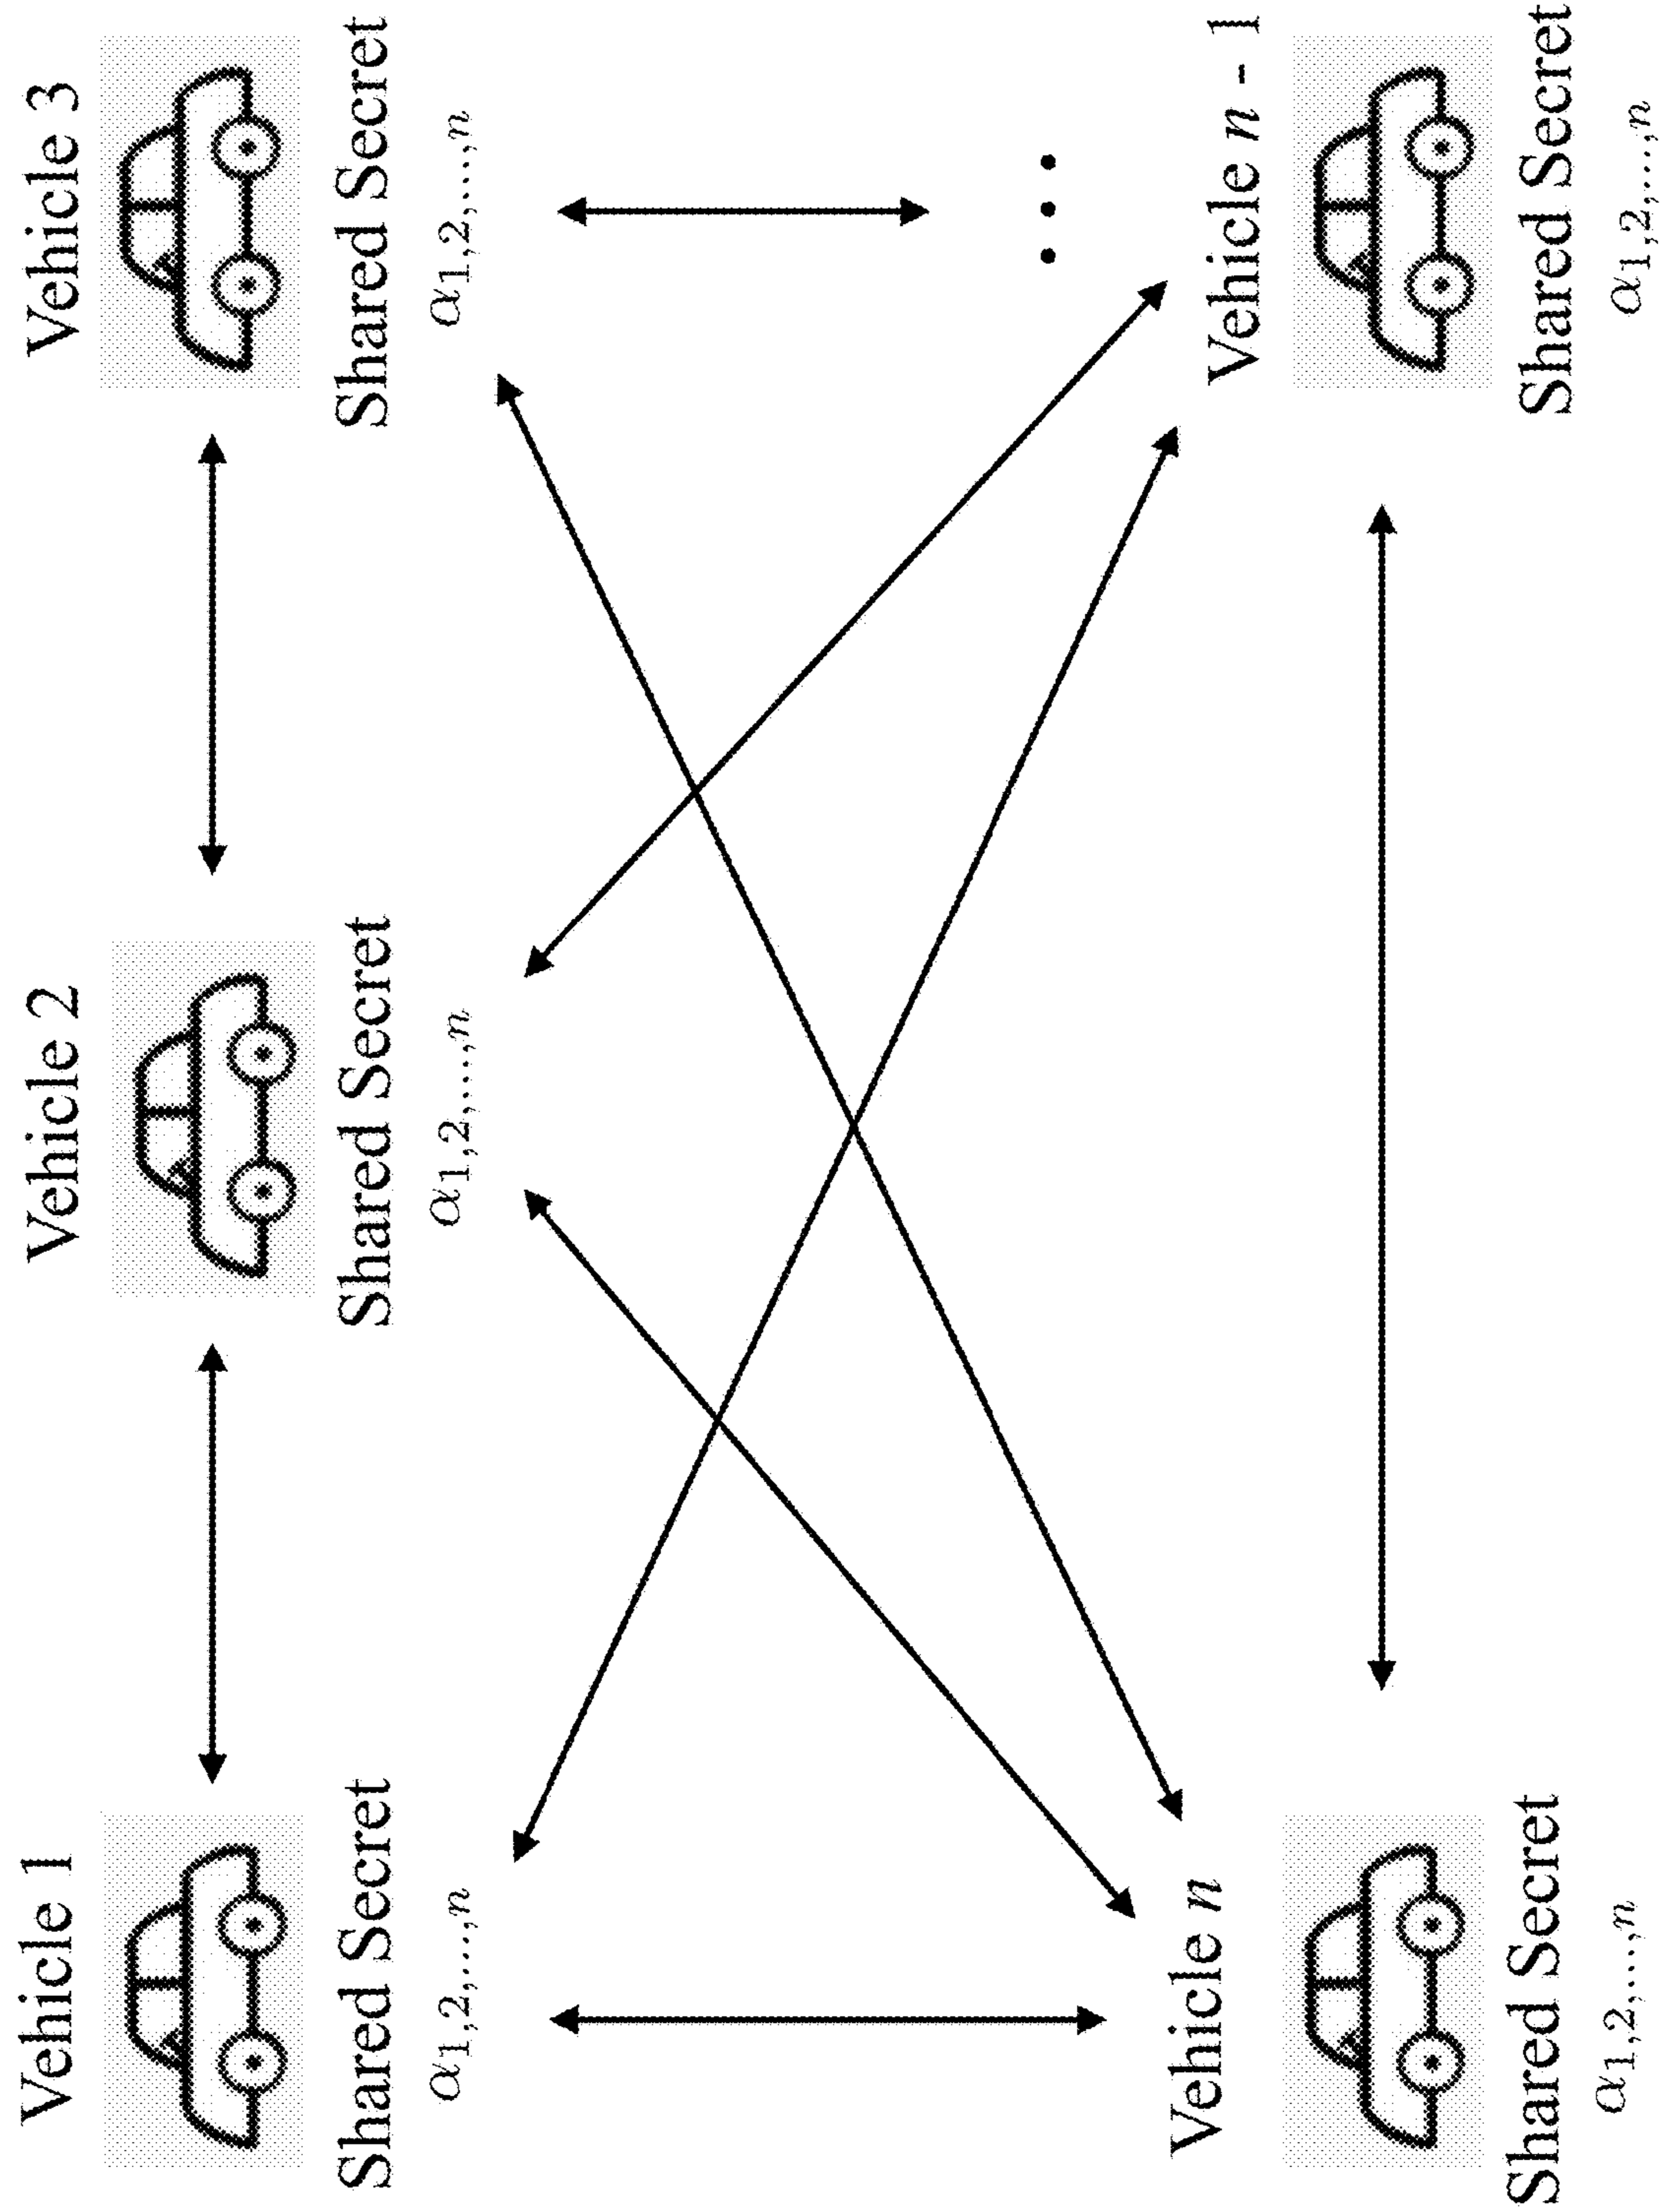 Vehicle 1
Shared Secret
α1,2,...,n
Vehicle 2
Shared Secret
α1,2,...,n
Vehicle 3
Shared Secret
α1,2,...,n
Vehicle n
Shared Secret
α1,2,...,n
...
Vehicle n - 1
Shared Secret
α1,2,...,n